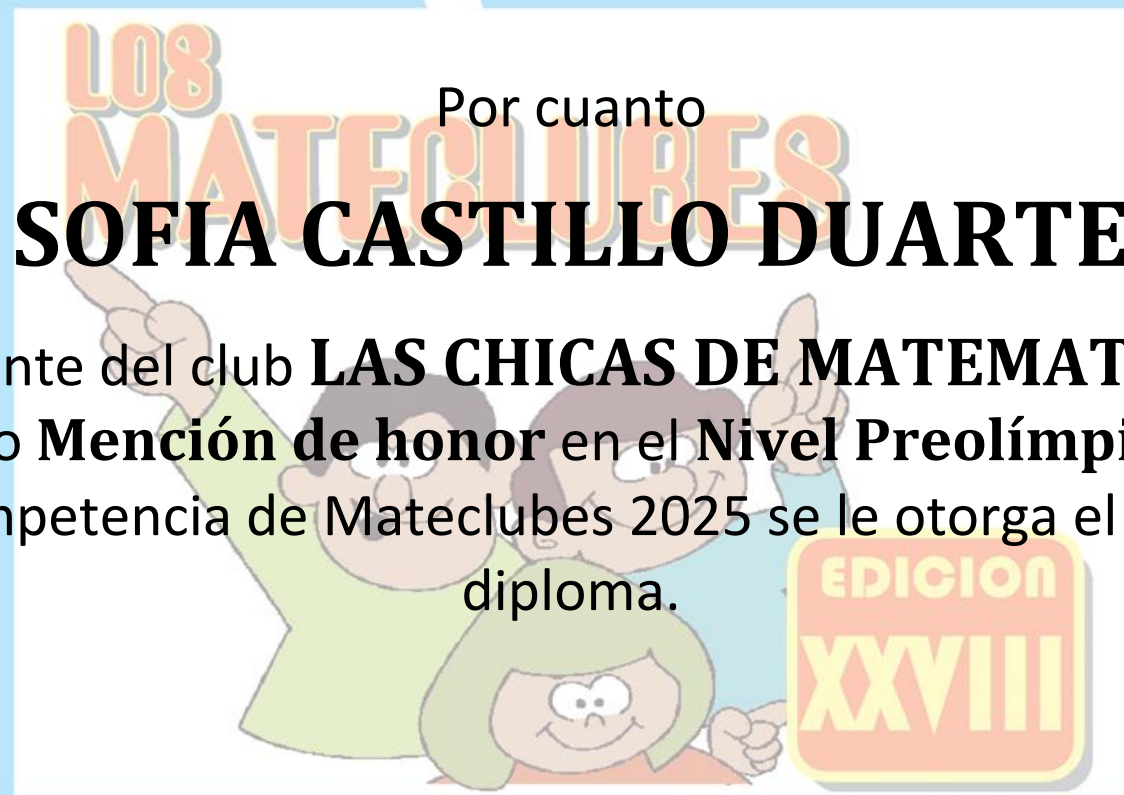 LOS
MATECLUBES
Por cuanto
SOFIA CASTILLO DUARTE
nte del club LAS CHICAS DE MATEMAT
o Mención de honor en el Nivel Preolímpi
mpetencia de Mateclubes 2025 se le otorga el
diploma.
EDICION
XXVIII